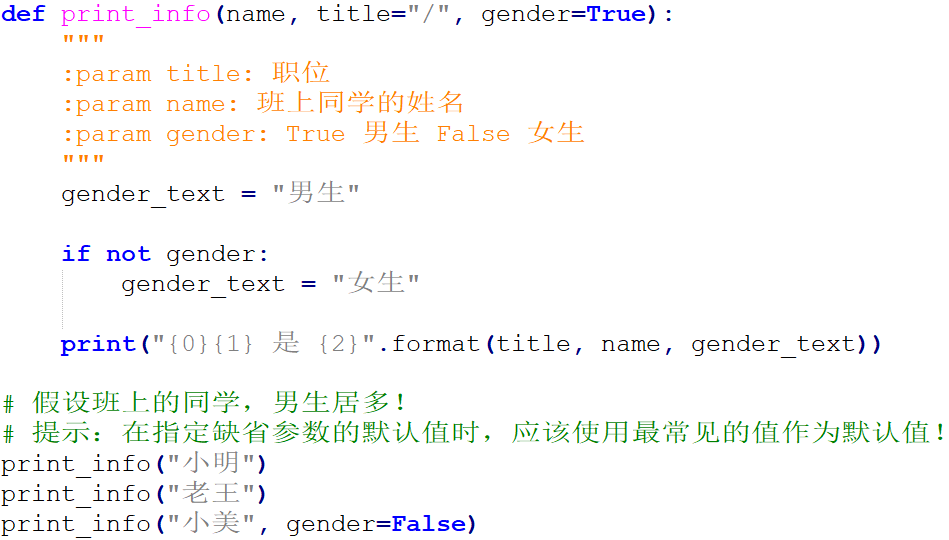 def print_info(name, title="/", gender=True):
    """
    :param title: 职位
    :param name: 班上同学的姓名
    :param gender: True 男生 False 女生
    """
    gender_text = "男生"
    if not gender:
        gender_text = "女生"
    print("{0}{1} 是 {2}".format(title, name, gender_text))
# 假设班上的同学，男生居多！
# 提示：在指定缺省参数的默认值时，应该使用最常见的值作为默认值！
print_info("小明")
print_info("老王")
print_info("小美", gender=False)